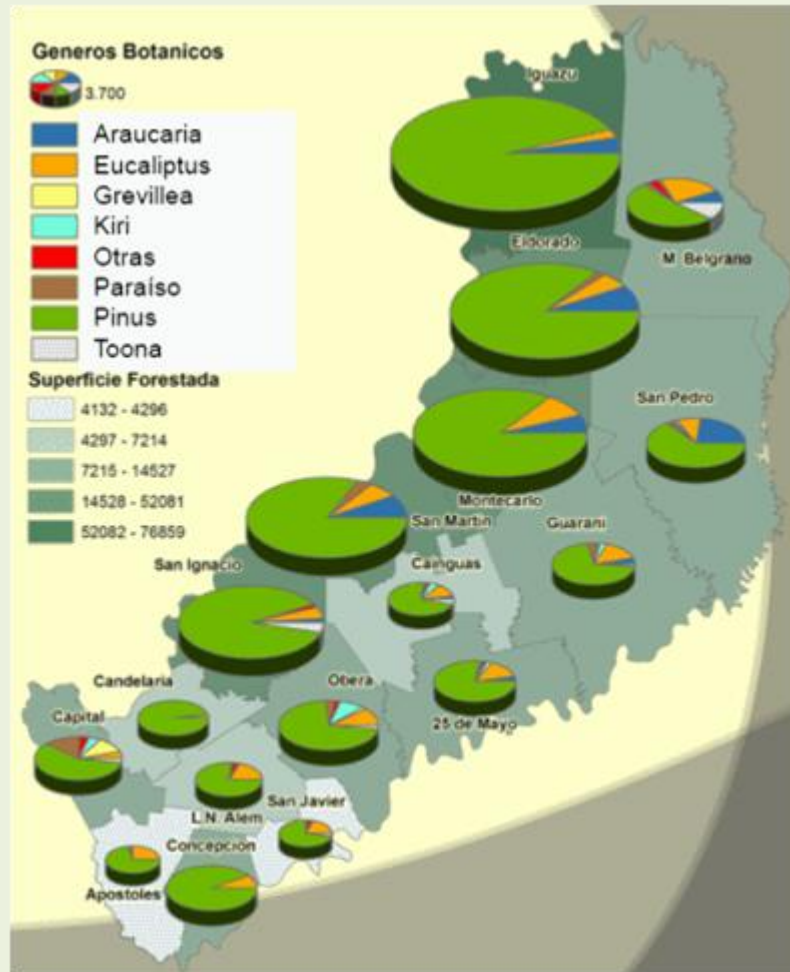 Generos Botanicos
3.700
Araucaria
Eucaliptus
Grevillea
Kiri
Otras
Paraíso
Pinus
Toona
Superficie Forestada
4132 - 4296
4297 - 7214
7215 - 14527
14528 - 52081
52082 - 76859
Iguazu
Eldorado
M. Belgrano
San Pedro
Montecarlo
San Martin
Guarani
San Ignacio
Cainguas
Candelaria
Obera
Capital
25 de Mayo
San Javier
L.N. Alem
Concepcion
Apostoles